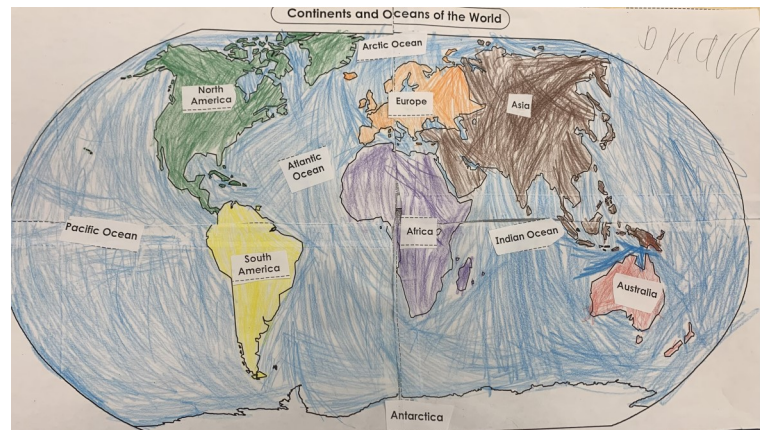 Continents and Oceans of the World
Arctic Ocean
North
America
Europe
Asia
Atlantic
Ocean
Pacific Ocean
Africa
Indian Ocean
South
America
Australia
Antarctica